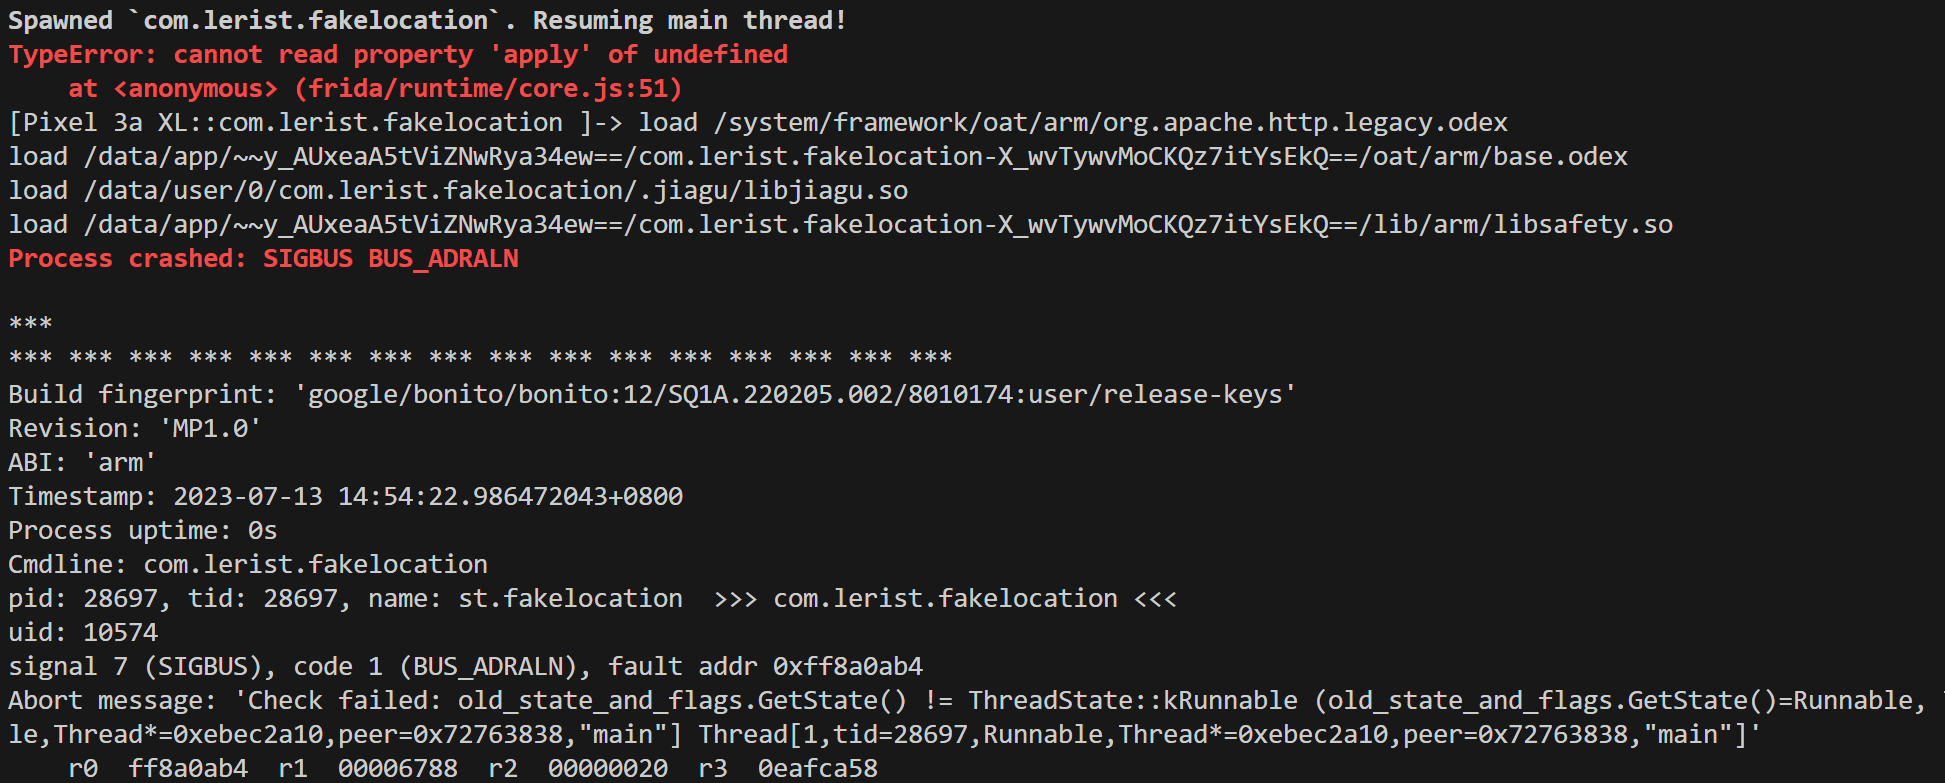 Spawned `com.lerist.fakelocation`. Resuming main thread!
TypeError: cannot read property 'apply' of undefined
    at <anonymous> (frida/runtime/core.js:51)
[Pixel 3a XL::com.lerist.fakelocation ]-> load /system/framework/oat/arm/org.apache.http.legacy.odex
load /data/app/~~y_AUxeaA5tViZNwRya34ew==/com.lerist.fakelocation-X_wvTywvMoCKQz7itYsEkQ==/oat/arm/base.odex
load /data/user/0/com.lerist.fakelocation/.jiagu/libjiagu.so
load /data/app/~~y_AUxeaA5tViZNwRya34ew==/com.lerist.fakelocation-X_wvTywvMoCKQz7itYsEkQ==/lib/arm/libsafety.so
Process crashed: SIGBUS BUS_ADRALN

***
*** *** *** *** *** *** *** *** *** *** *** *** *** *** *** ***
Build fingerprint: 'google/bonito/bonito:12/SQ1A.220205.002/8010174:user/release-keys'
Revision: 'MP1.0'
ABI: 'arm'
Timestamp: 2023-07-13 14:54:22.986472043+0800
Process uptime: 0s
Cmdline: com.lerist.fakelocation
pid: 28697, tid: 28697, name: st.fakelocation  >>> com.lerist.fakelocation <<<
uid: 10574
signal 7 (SIGBUS), code 1 (BUS_ADRALN), fault addr 0xff8a0ab4
Abort message: 'Check failed: old_state_and_flags.GetState() != ThreadState::kRunnable (old_state_and_flags.GetState()=Runnable,
le,Thread*=0xebec2a10,peer=0x72763838,"main"] Thread[1,tid=28697,Runnable,Thread*=0xebec2a10,peer=0x72763838,"main"]'
    r0  ff8a0ab4  r1  00006788  r2  00000020  r3  0eafca58